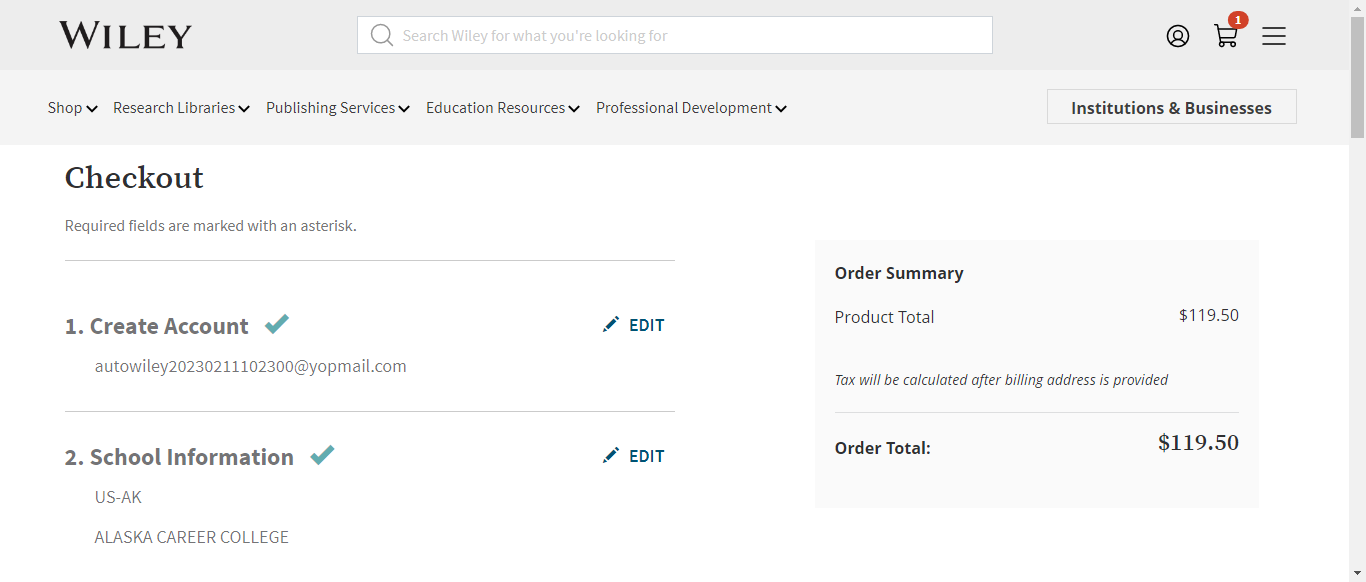 WILEY
Search Wiley for what you're looking for
1
Shop
Research Libraries
Publishing Services
Education Resources
Professional Development
Institutions & Businesses
Checkout
Required fields are marked with an asterisk.
1. Create Account
EDIT
autowiley20230211102300@yopmail.com
2. School Information
EDIT
US-AK
ALASKA CAREER COLLEGE
Order Summary
Product Total $119.50
Tax will be calculated after billing address is provided
Order Total: $119.50